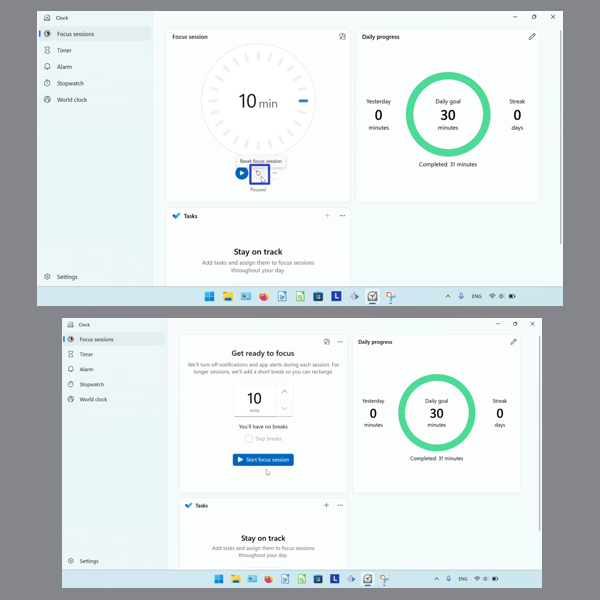 Clock
Focus sessions
Timer
Alarm
Stopwatch
World clock
Settings
Focus session
10 min
Reset focus session
Paused
Daily progress
Yesterday
0
minutes
Daily goal
30
minutes
Streak
0
days
Completed: 31 minutes
Tasks
Stay on track
Add tasks and assign them to focus sessions
throughout your day.
ENG
Clock
Focus sessions
Timer
Alarm
Stopwatch
World clock
Settings
Get ready to focus
We'll turn off notifications and app alerts during each session. For
longer sessions, we'll add a short break so you can recharge.
10
mins
You'll have no breaks
Skip breaks
Start focus session
Daily progress
Yesterday
0
minutes
Daily goal
30
minutes
Streak
0
days
Completed: 31 minutes
Tasks
Stay on track
Add tasks and assign them to focus sessions
throughout your day.
ENG